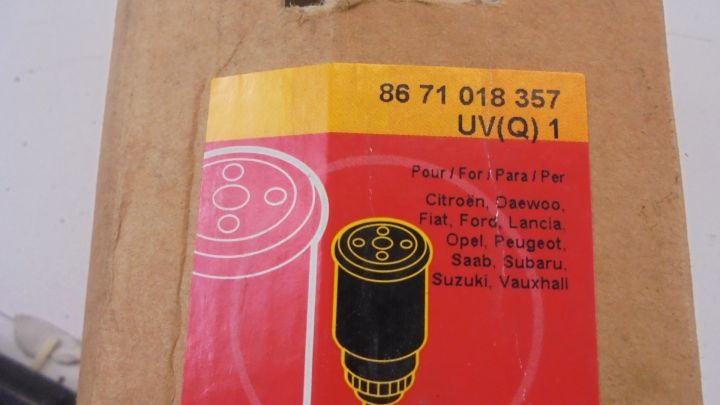 86 71 018 357
UV(Q) 1
Pour / For / Para / Per
Citroën, Daewoo,
Fiat, Ford, Lancia,
Opel, Peugeot,
Saab, Subaru,
Suzuki, Vauxhall